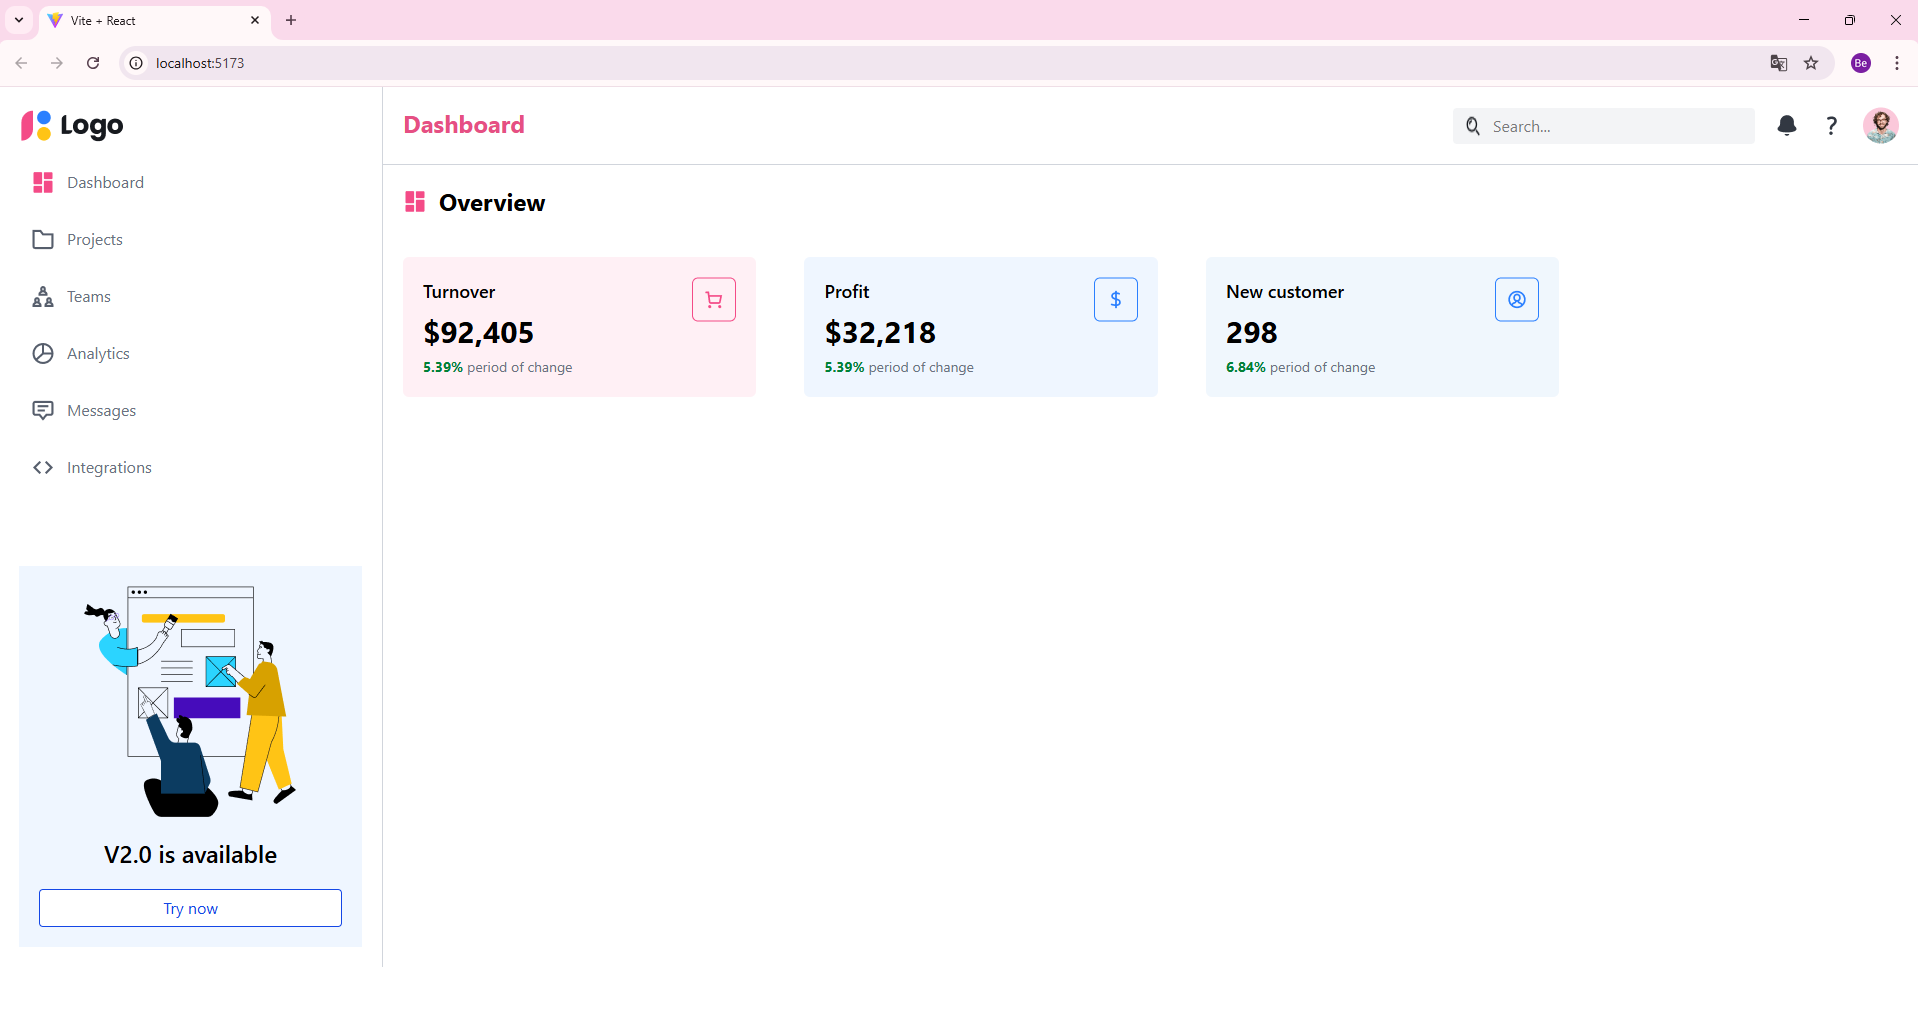 Vite + React
localhost:5173
Be
Logo
Dashboard
Search...
?
Dashboard
Projects
Teams
Analytics
Messages
Integrations
V2.0 is available
Try now
Overview
Turnover
$92,405
5.39% period of change
Profit
$
$32,218
5.39% period of change
New customer
298
6.84% period of change